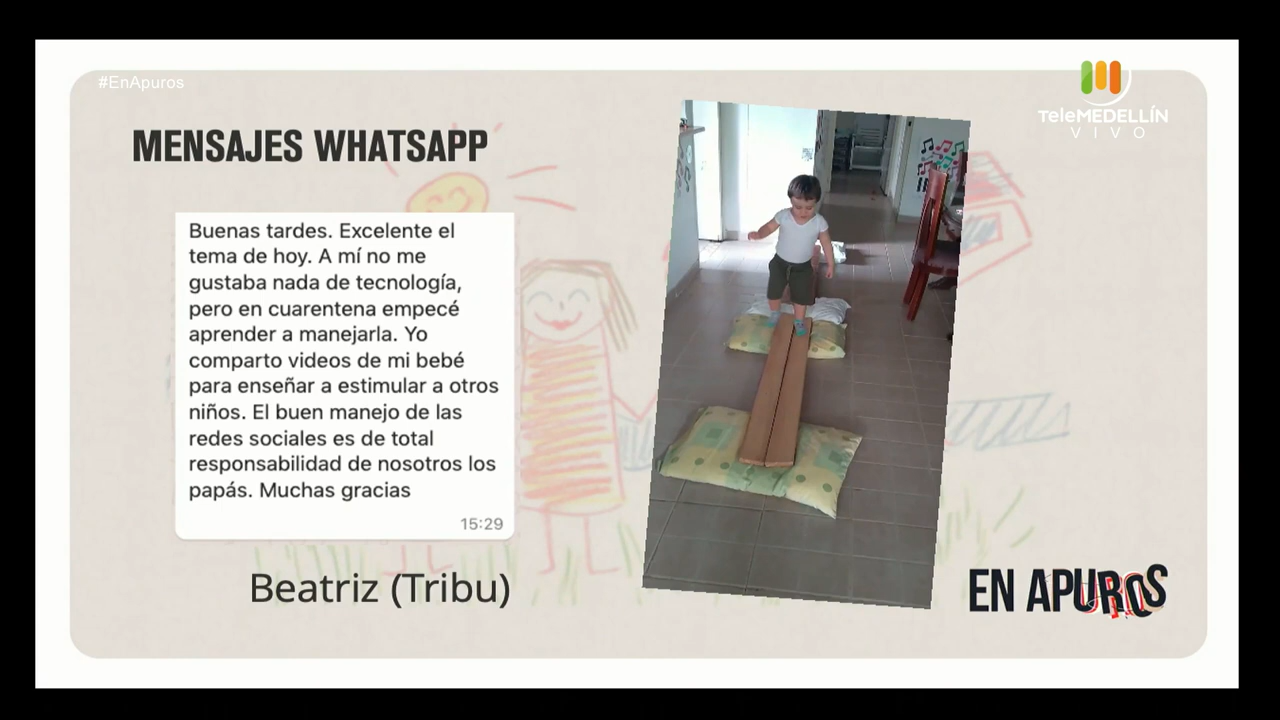 #EnApuros
TeleMEDELLÍN
VIVO
MENSAJES WHATSAPP
Buenas tardes. Excelente el
tema de hoy. A mí no me
gustaba nada de tecnología,
pero en cuarentena empecé
aprender a manejarla. Yo
comparto videos de mi bebé
para enseñar a estimular a otros
niños. El buen manejo de las
redes sociales es de total
responsabilidad de nosotros los
papás. Muchas gracias
15:29
Beatriz (Tribu)
EN APUROS